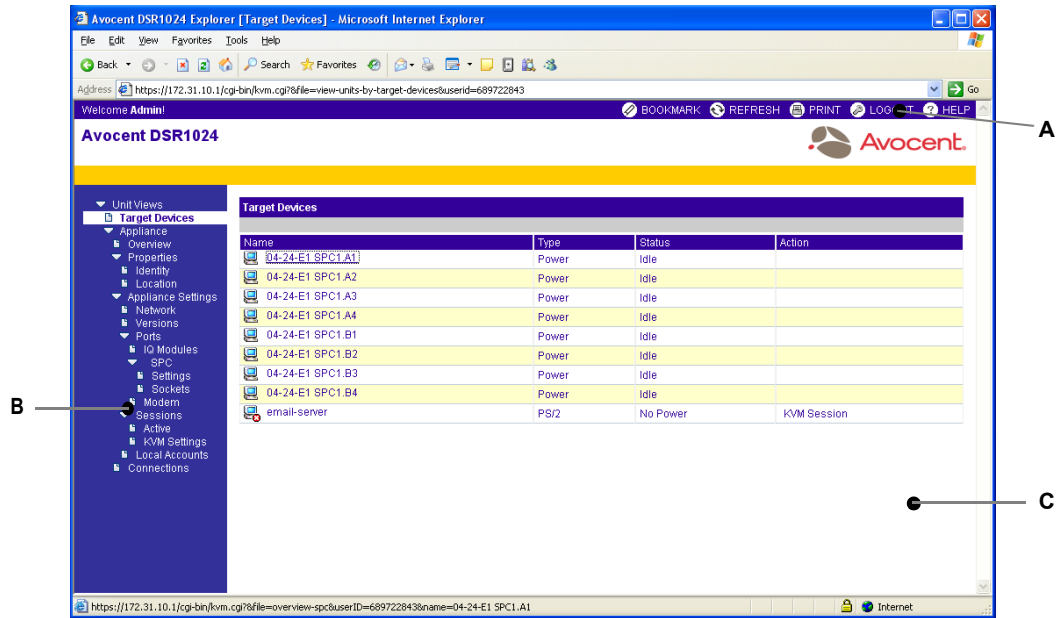 Avocent DSR1024 Explorer [Target Devices] - Microsoft Internet Explorer
File Edit View Favorites Tools Help
Back Search Favorites
Address https://172.31.10.1/cgi-bin/kvm.cgi?&file=view-units-by-target-devices&userid=689722843 Go
Welcome Admin! BOOKMARK REFRESH PRINT LOGOUT HELP
A
Avocent DSR1024
Avocent.
Unit Views
Target Devices
Appliance
Overview
Properties
Identity
Location
Appliance Settings
Network
Versions
Ports
IQ Modules
SPC
Settings
Sockets
Modem
B
Sessions
Active
KVM Settings
Local Accounts
Connections
Target Devices
Name Type Status Action
04-24-E1 SPC1.A1 Power Idle
04-24-E1 SPC1.A2 Power Idle
04-24-E1 SPC1.A3 Power Idle
04-24-E1 SPC1.A4 Power Idle
04-24-E1 SPC1.B1 Power Idle
04-24-E1 SPC1.B2 Power Idle
04-24-E1 SPC1.B3 Power Idle
04-24-E1 SPC1.B4 Power Idle
email-server PS/2 No Power KVM Session
C
https://172.31.10.1/cgi-bin/kvm.cgi?&file=overview-spc&userID=689722843&name=04-24-E1 SPC1.A1 Internet